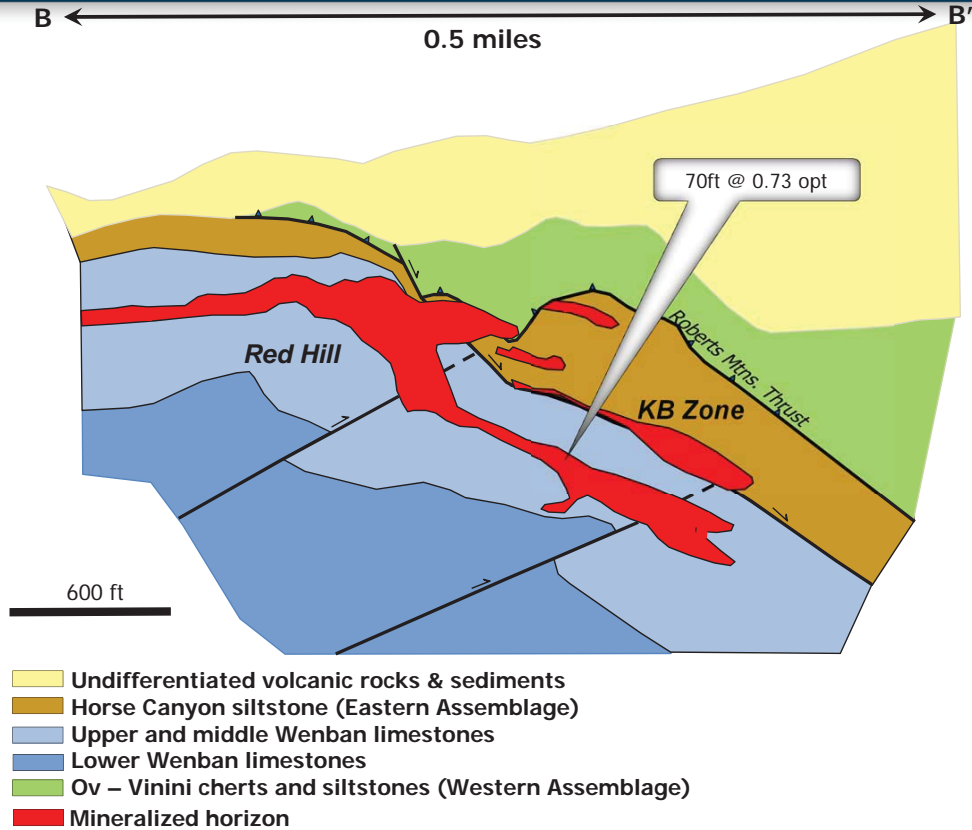 B
B'
0.5 miles
70ft @ 0.73 opt
Roberts Mtns. Thrust
Red Hill
KB Zone
600 ft
Undifferentiated volcanic rocks & sediments
Horse Canyon siltstone (Eastern Assemblage)
Upper and middle Wenban limestones
Lower Wenban limestones
Ov – Vinini cherts and siltstones (Western Assemblage)
Mineralized horizon